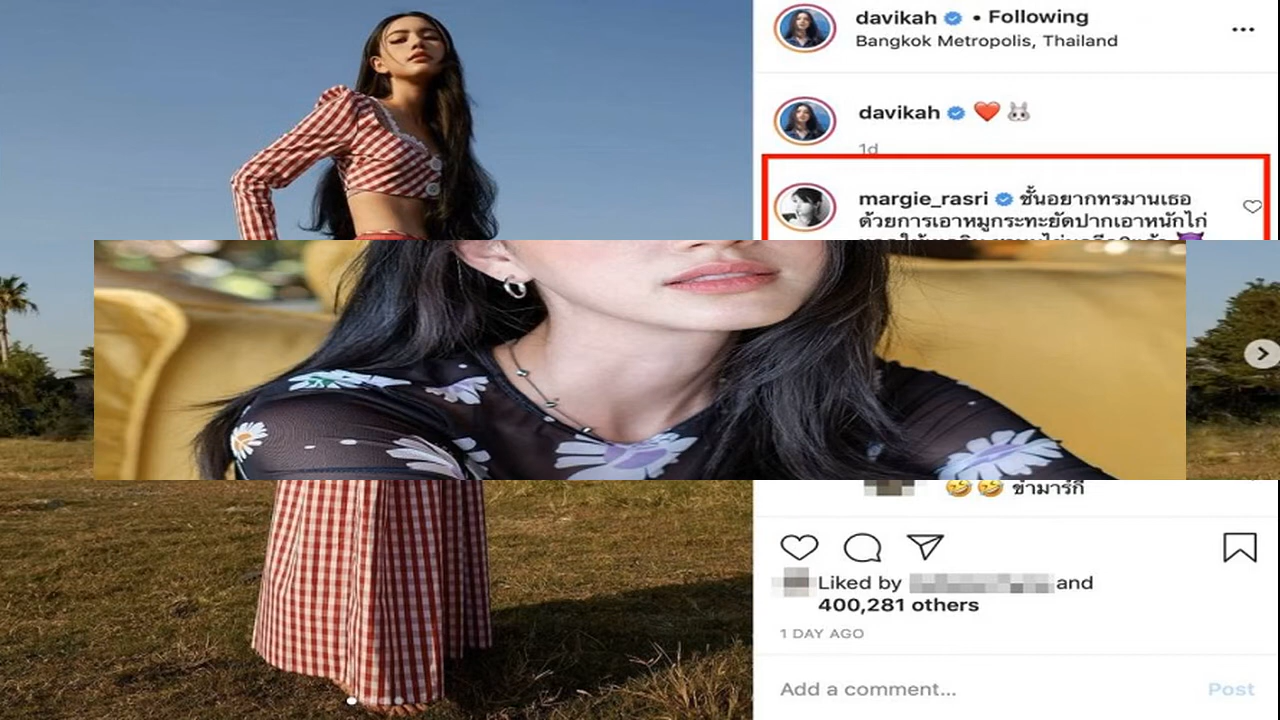 davikah • Following
Bangkok Metropolis, Thailand
davikah ❤️ 🐰
1d
margie_rasri ชั้นอยากทรมานเธอ
ด้วยการเอาหมูกระทะยัดปากเอาหนักไก่
🤣 🤣 ขำมาร์กี้
Liked by and
400,281 others
1 DAY AGO
Add a comment...
Post